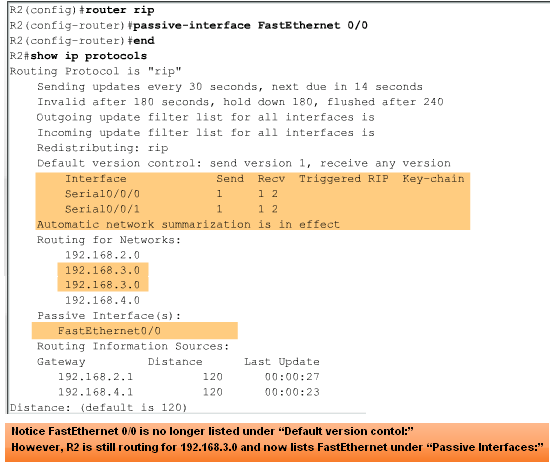 R2(config)#router rip
R2(config-router)#passive-interface FastEthernet 0/0
R2(config-router)#end
R2#show ip protocols
Routing Protocol is "rip"
Sending updates every 30 seconds, next due in 14 seconds
Invalid after 180 seconds, hold down 180, flushed after 240
Outgoing update filter list for all interfaces is
Incoming update filter list for all interfaces is
Redistributing: rip
Default version control: send version 1, receive any version
Interface Send Recv Triggered RIP Key-chain
Serial0/0/0 1 1 2
Serial0/0/1 1 1 2
Automatic network summarization is in effect
Routing for Networks:
192.168.2.0
192.168.3.0
192.168.3.0
192.168.4.0
Passive Interface(s):
FastEthernet0/0
Routing Information Sources:
Gateway Distance Last Update
192.168.2.1 120 00:00:27
192.168.4.1 120 00:00:23
Distance: (default is 120)
Notice FastEthernet 0/0 is no longer listed under “Default version contol:”
However, R2 is still routing for 192.168.3.0 and now lists FastEthernet under “Passive Interfaces:”